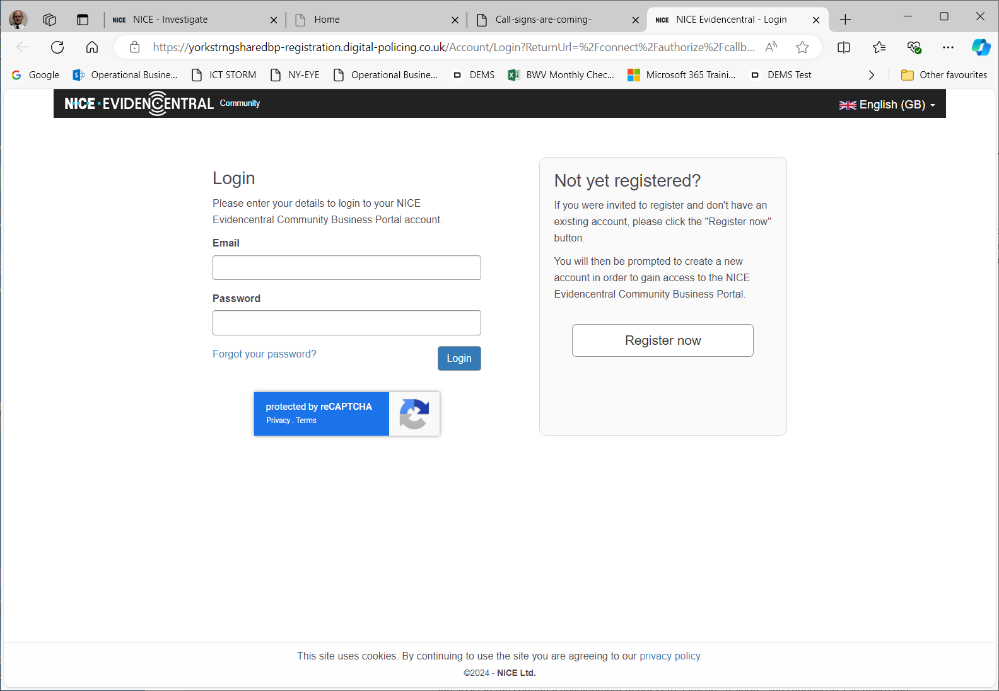 NICE NICE - Investigate
Home
Call-signs-are-coming-
NICE NICE Evidencentral - Login
https://yorkstrngsharedbp-registration.digital-policing.co.uk/Account/Login?ReturnUrl=%2Fconnect%2Fauthorize%2Fcallb...
Google
Operational Busine...
ICT STORM
NY-EYE
Operational Busine...
DEMS
BWV Monthly Chec...
Microsoft 365 Traini...
DEMS Test
Other favourites
NICE · EVIDENCENTRAL Community
English (GB)
Login
Please enter your details to login to your NICE
Evidencentral Community Business Portal account.
Email
Password
Forgot your password?
Login
protected by reCAPTCHA
Privacy . Terms
Not yet registered?
If you were invited to register and don't have an
existing account, please click the "Register now"
button.
You will then be prompted to create a new
account in order to gain access to the NICE
Evidencentral Community Business Portal.
Register now
This site uses cookies. By continuing to use the site you are agreeing to our privacy policy.
©2024 - NICE Ltd.